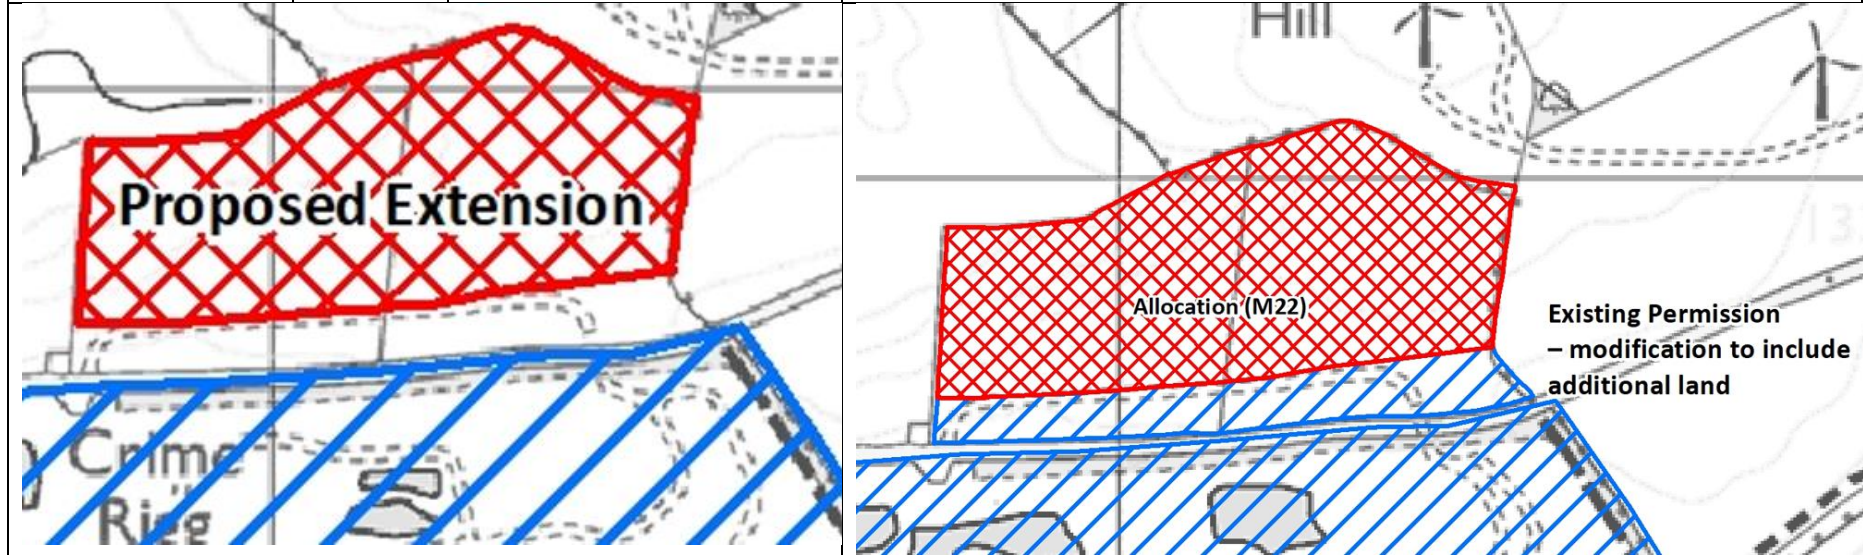 Proposed Extension
Crime
Rigg
Hill
Allocation (M22)
Existing Permission
– modification to include
additional land